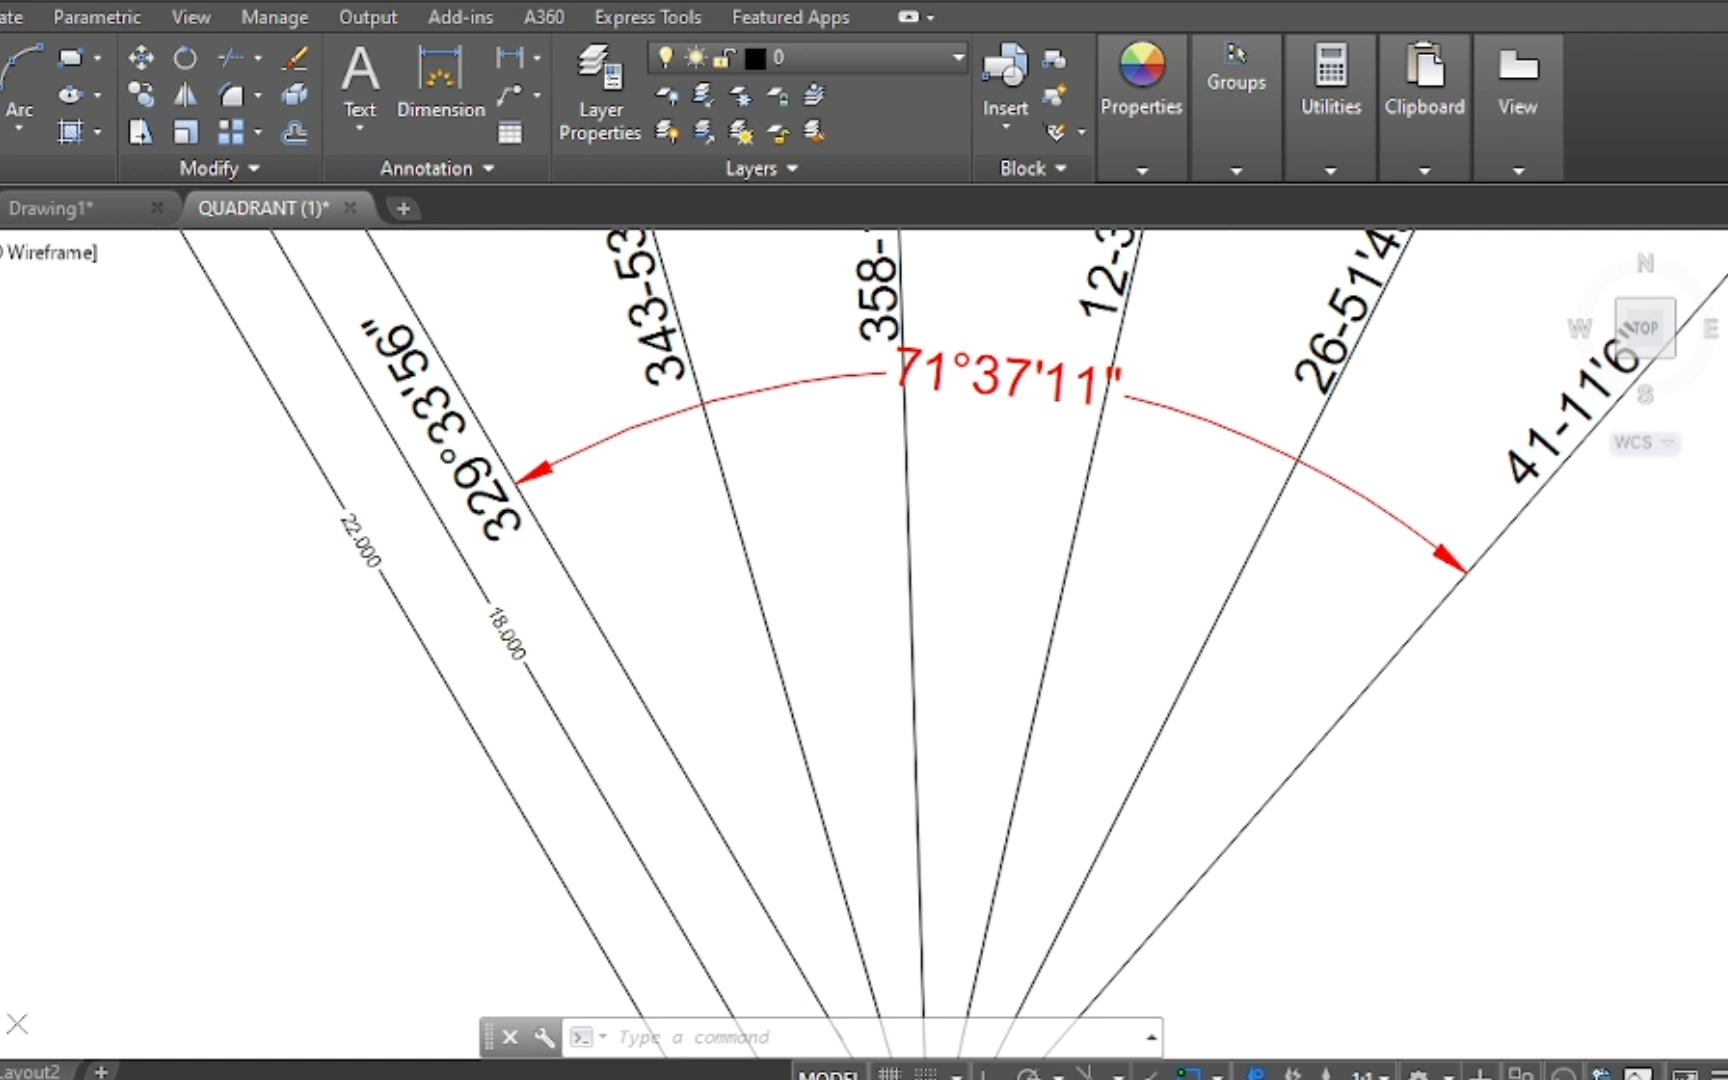 Parametric View Manage Output Add-ins A360 Express Tools Featured Apps
0
Arc
Text
Dimension
Layer
Properties
Insert
Properties
Groups
Utilities
Clipboard
View
Modify
Annotation
Layers
Block
Drawing1*
QUADRANT (1)*
Wireframe]
343-53
358-
12-3
26-51'4
41-11'6"
329°33'56"
71°37'11"
22.000
18.000
N
W
TOP
E
S
WCS
Type a command
MODEL
1:1